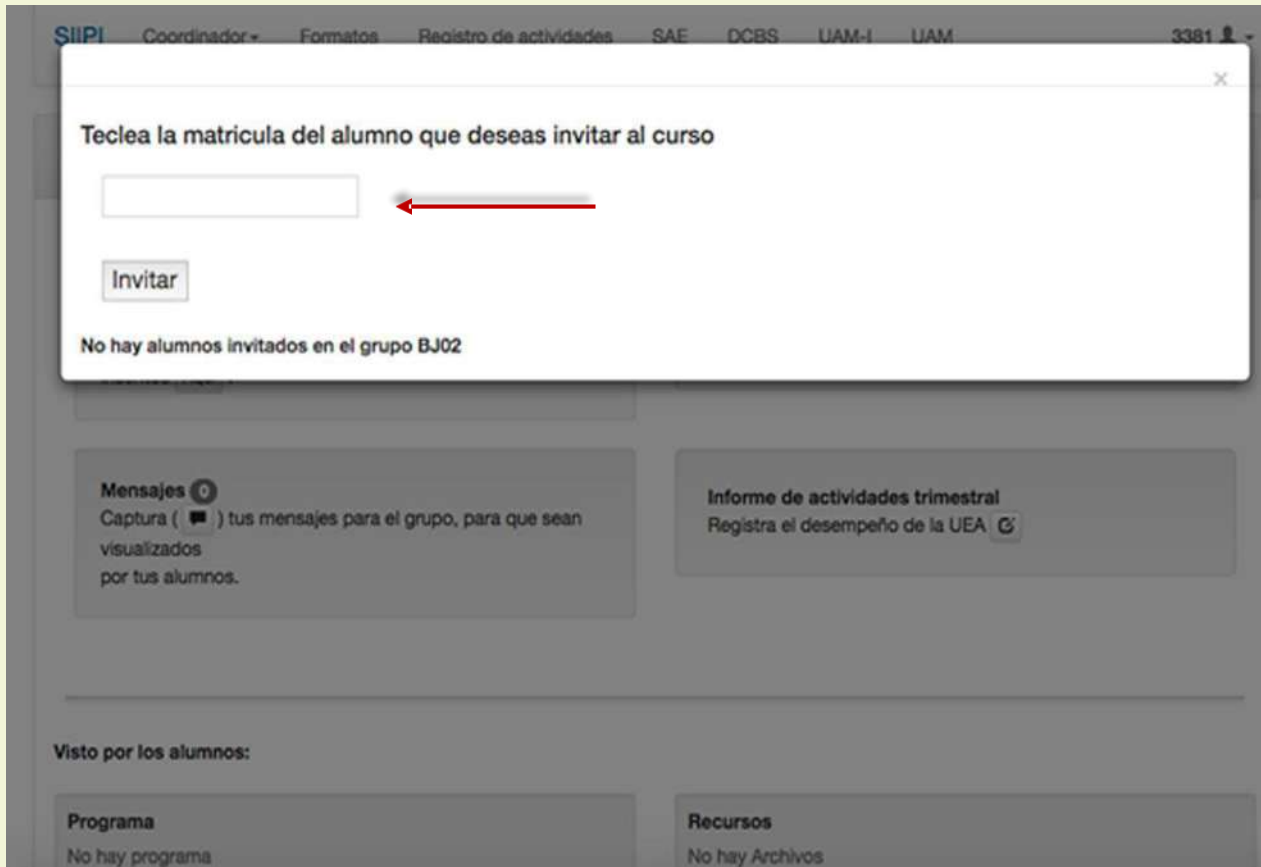 SIIPI Coordinador Formatos Registro de actividades SAE DCBS UAM-I UAM 3381
×
Teclea la matricula del alumno que deseas invitar al curso
Invitar
No hay alumnos invitados en el grupo BJ02
Mensajes 0
Captura ( ) tus mensajes para el grupo, para que sean
visualizados
por tus alumnos.
Informe de actividades trimestral
Registra el desempeño de la UEA
Visto por los alumnos:
Programa
No hay programa
Recursos
No hay Archivos